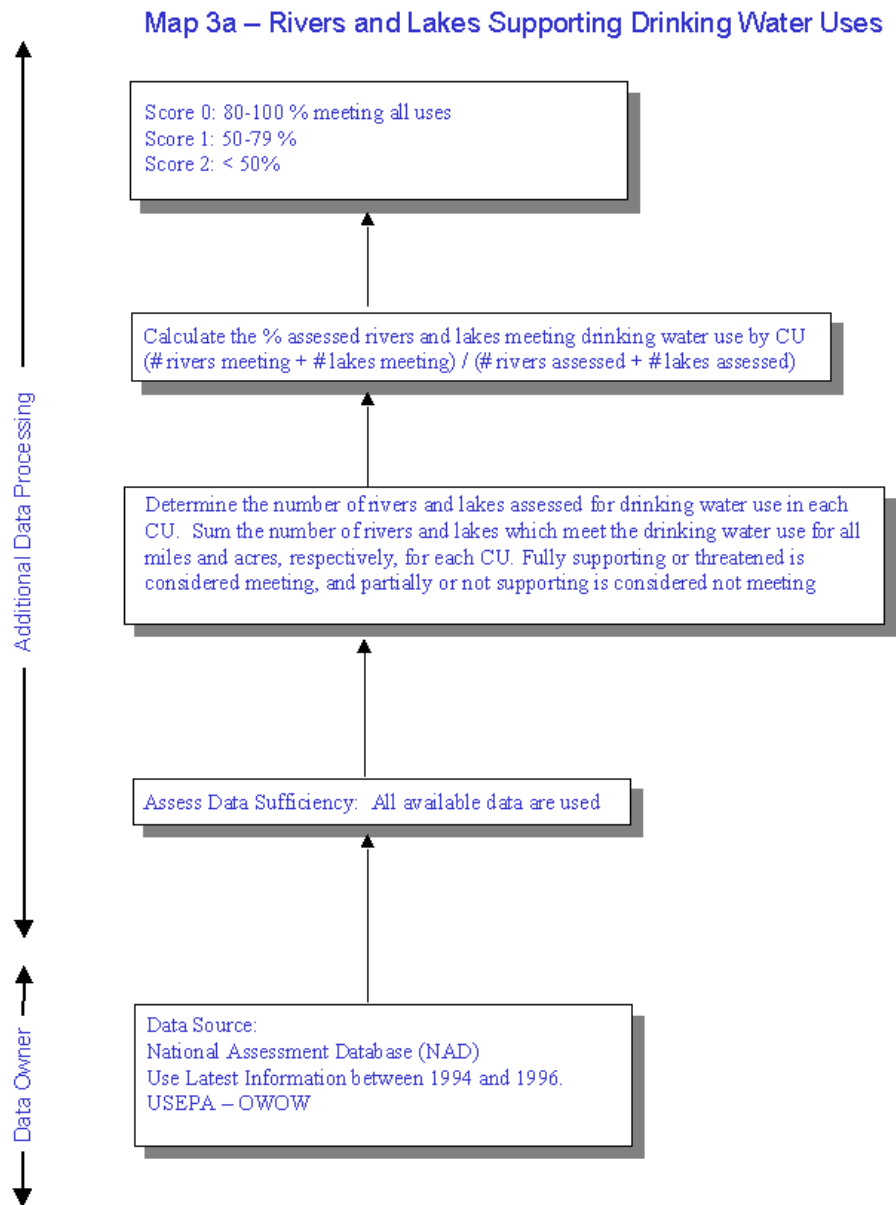 Map 3a – Rivers and Lakes Supporting Drinking Water Uses
Score 0: 80-100 % meeting all uses
Score 1: 50-79 %
Score 2: < 50%
Calculate the % assessed rivers and lakes meeting drinking water use by CU
(# rivers meeting + # lakes meeting) / (# rivers assessed + # lakes assessed)
Additional Data Processing
Determine the number of rivers and lakes assessed for drinking water use in each
CU. Sum the number of rivers and lakes which meet the drinking water use for all
miles and acres, respectively, for each CU. Fully supporting or threatened is
considered meeting, and partially or not supporting is considered not meeting
Assess Data Sufficiency: All available data are used
Data Owner
Data Source:
National Assessment Database (NAD)
Use Latest Information between 1994 and 1996.
USEPA – OWOW